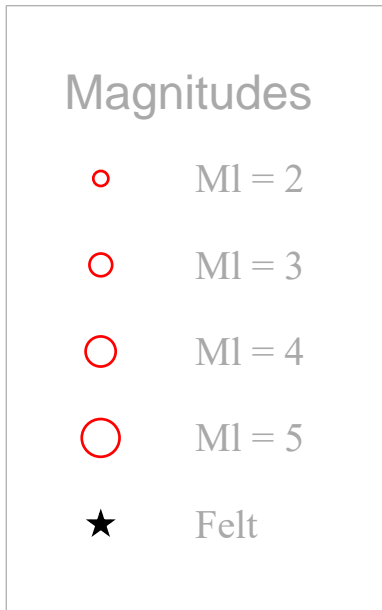 Magnitudes
Ml = 2
Ml = 3
Ml = 4
Ml = 5
Felt